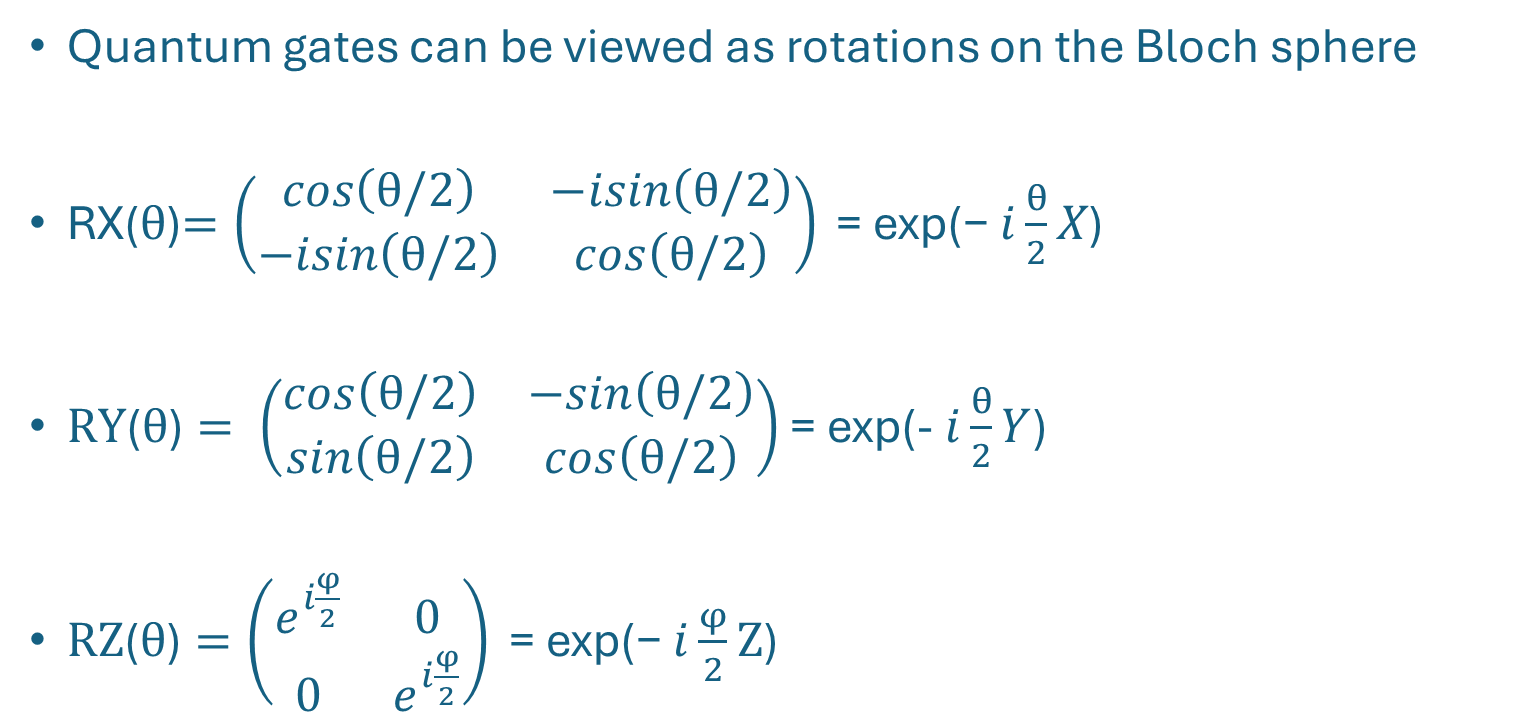 • Quantum gates can be viewed as rotations on the Bloch sphere
• RX(θ)= ( cos(θ/2) −isin(θ/2) ; −isin(θ/2) cos(θ/2) ) = exp(− i θ/2 X)
• RY(θ) = ( cos(θ/2) −sin(θ/2) ; sin(θ/2) cos(θ/2) ) = exp(- i θ/2 Y)
• RZ(θ) = ( e^{i φ/2} 0 ; 0 e^{i φ/2} ) = exp(− i φ/2 Z)